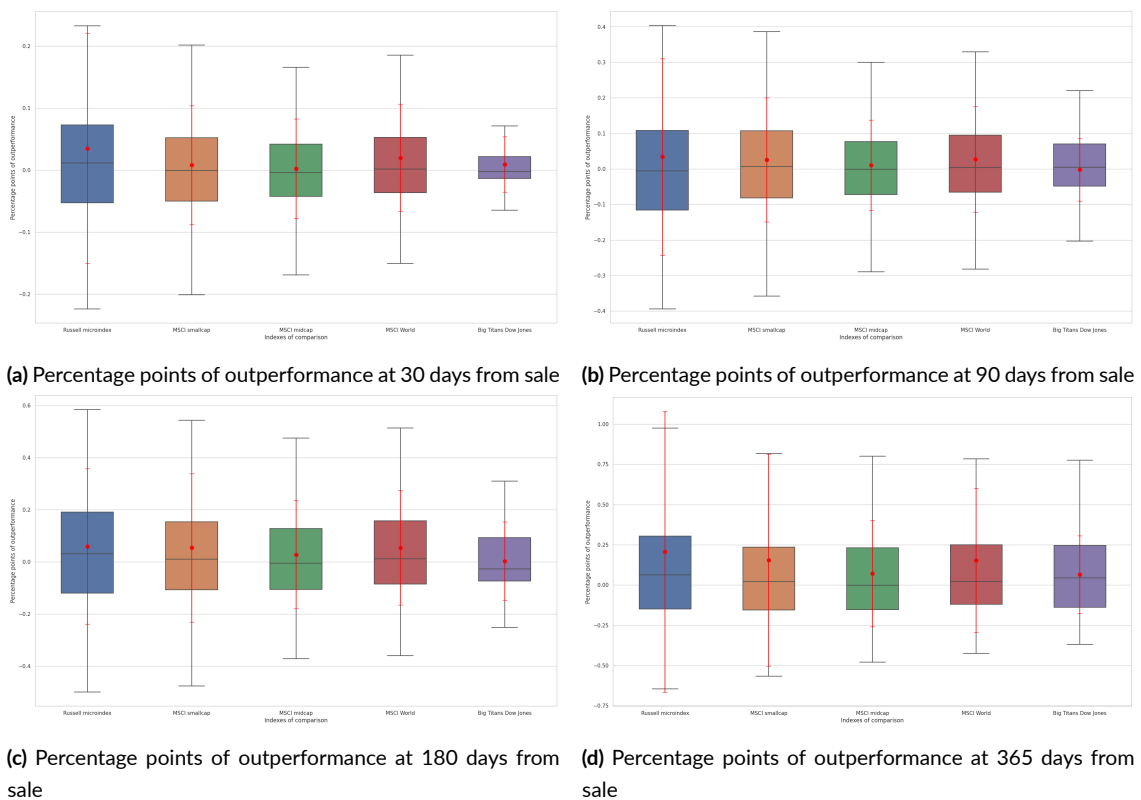 Percentage points of outperformance
0.2
0.1
0.0
−0.1
−0.2
Russell microindex MSCI smallcap MSCI midcap MSCI World Big Titans Dow Jones
Indexes of comparison
(a) Percentage points of outperformance at 30 days from sale
Percentage points of outperformance
0.4
0.3
0.2
0.1
0.0
−0.1
−0.2
−0.3
−0.4
Russell microindex MSCI smallcap MSCI midcap MSCI World Big Titans Dow Jones
Indexes of comparison
(b) Percentage points of outperformance at 90 days from sale
Percentage points of outperformance
0.6
0.4
0.2
0.0
−0.2
−0.4
Russell microindex MSCI smallcap MSCI midcap MSCI World Big Titans Dow Jones
Indexes of comparison
(c) Percentage points of outperformance at 180 days from
sale
Percentage points of outperformance
1.00
0.75
0.50
0.25
0.00
−0.25
−0.50
−0.75
Russell microindex MSCI smallcap MSCI midcap MSCI World Big Titans Dow Jones
Indexes of comparison
(d) Percentage points of outperformance at 365 days from
sale